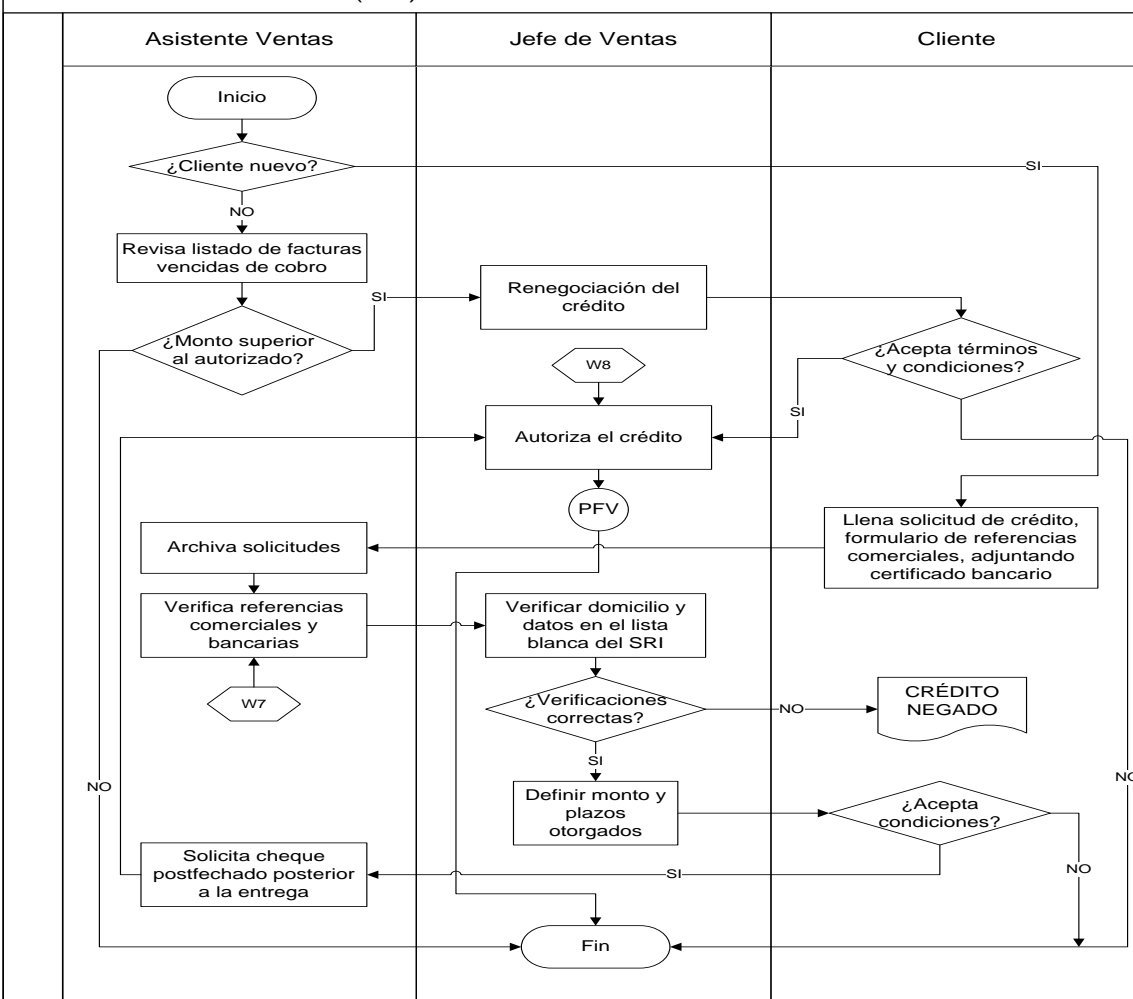 Asistente Ventas
Jefe de Ventas
Cliente
Inicio
¿Cliente nuevo?
SI
NO
Revisa listado de facturas
vencidas de cobro
SI
Renegociación del
crédito
¿Monto superior
al autorizado?
¿Acepta términos
y condiciones?
W8
SI
Autoriza el crédito
PFV
Llena solicitud de crédito,
formulario de referencias
comerciales, adjuntando
certificado bancario
Archiva solicitudes
Verifica referencias
comerciales y
bancarias
Verificar domicilio y
datos en el lista
blanca del SRI
W7
¿Verificaciones
correctas?
NO
CRÉDITO
NEGADO
SI
NO
NO
Definir monto y
plazos
otorgados
¿Acepta
condiciones?
Solicita cheque
postfechado posterior
a la entrega
SI
NO
Fin